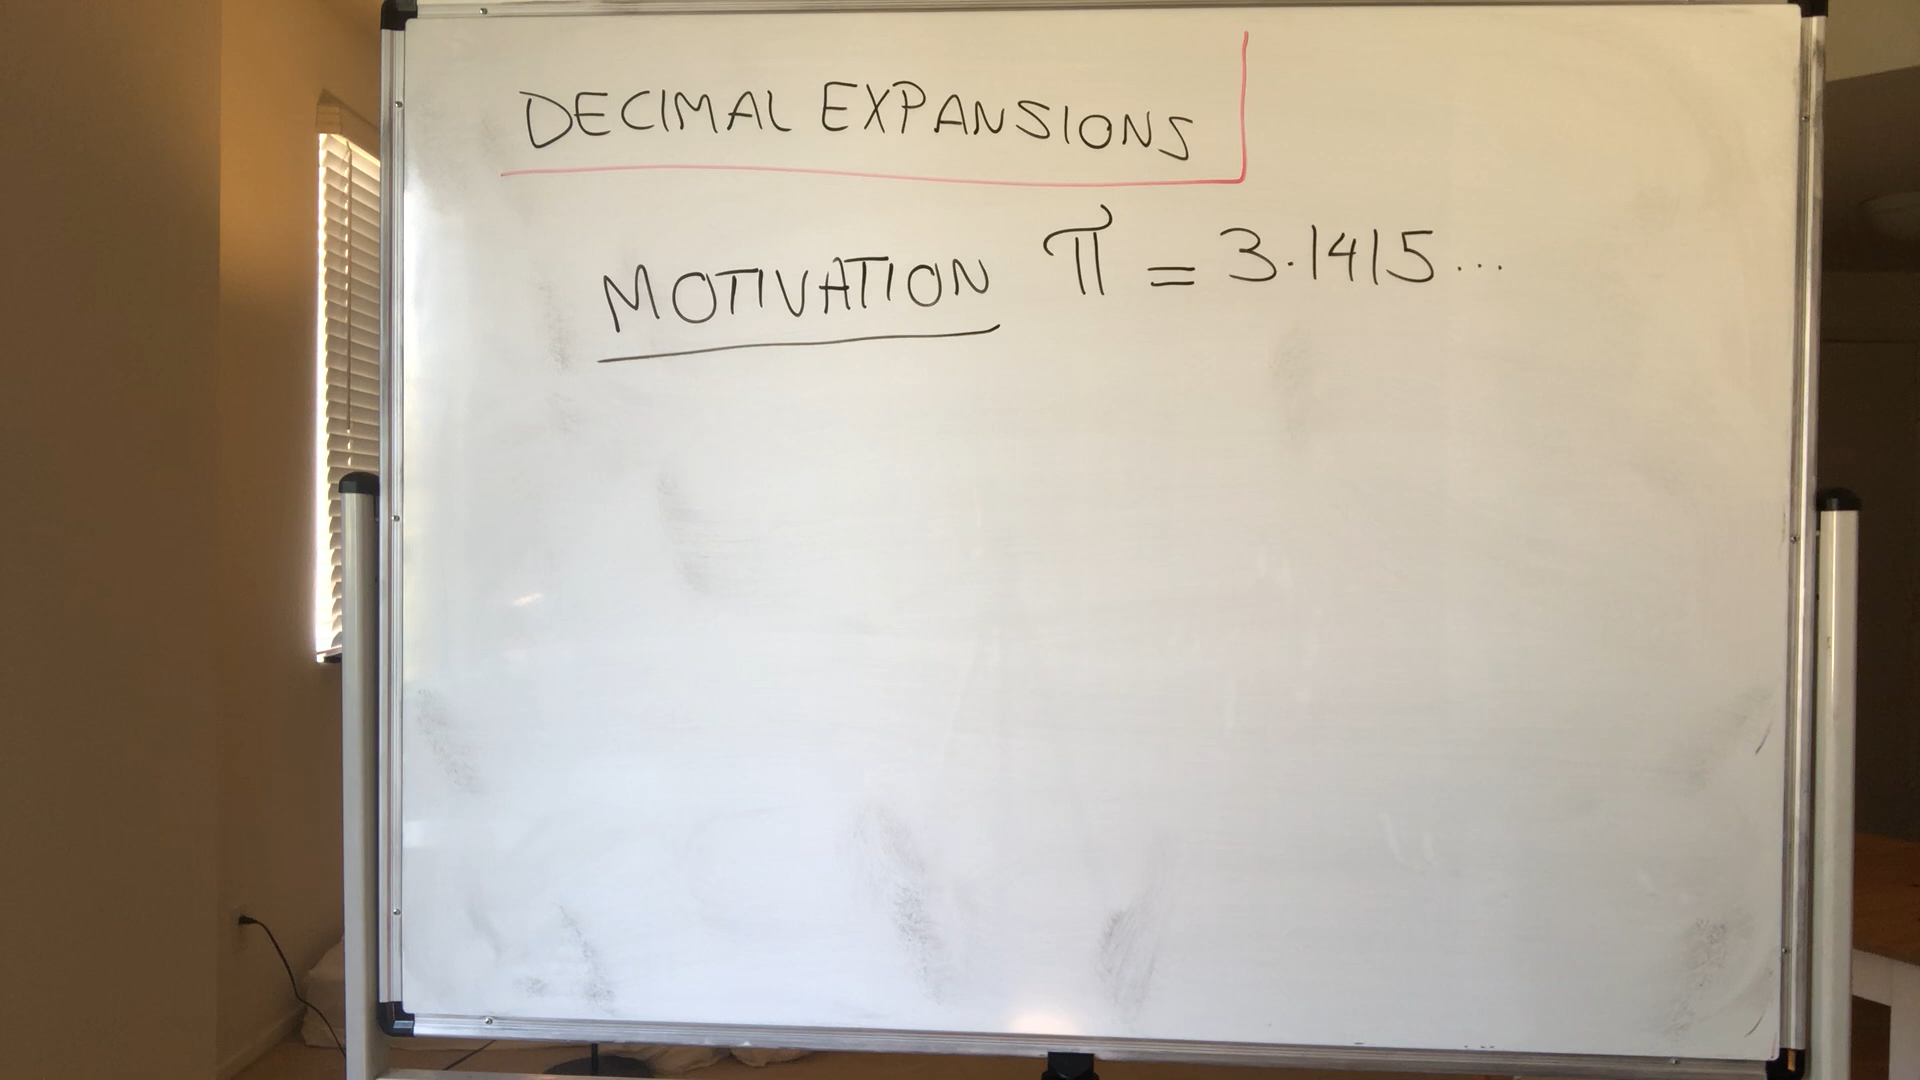 DECIMAL EXPANSIONS
MOTIVATION π = 3.1415...